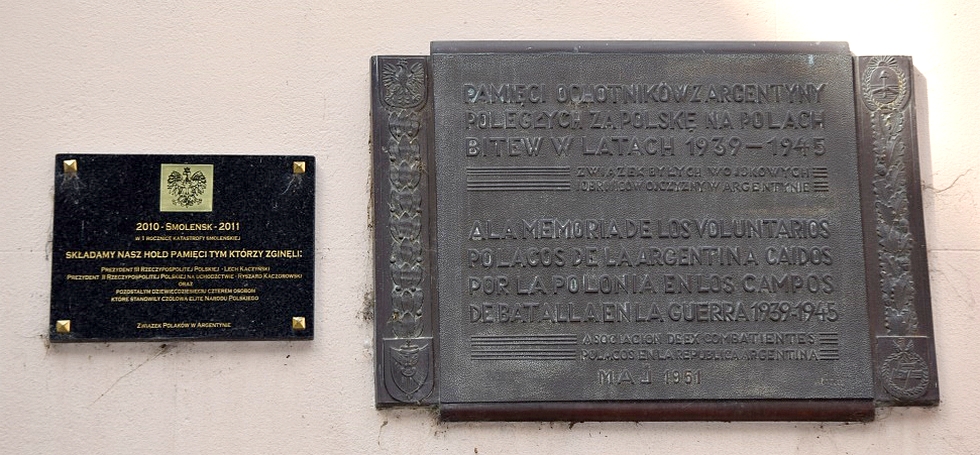 2010 - SMOLEŃSK - 2011
W 1 ROCZNICĘ KATASTROFY SMOLEŃSKIEJ
SKŁADAMY NASZ HOŁD PAMIĘCI TYM KTÓRZY ZGINĘLI:
PREZYDENT III RZECZYPOSPOLITEJ POLSKIEJ - LECH KACZYŃSKI
PREZYDENT II RZECZYPOSPOLITEJ POLSKIEJ NA UCHODŹCTWIE - RYSZARD KACZOROWSKI
ORAZ
POZOSTAŁYM DZIEWIĘĆDZIESIĘCIU CZTEREM OSOBOM
KTÓRE STANOWIŁY CZOŁOWĄ ELITĘ NARODU POLSKIEGO
ZWIĄZEK POLAKÓW W ARGENTYNIE
PAMIĘCI OCHOTNIKÓW Z ARGENTYNY
POLEGŁYCH ZA POLSKĘ NA POLACH
BITEW W LATACH 1939-1945
ZWIĄZEK BYŁYCH WOJSKOWYCH
OJCZYZNY W ARGENTYNIE
A LA MEMORIA DE LOS VOLUNTARIOS
POLACOS DE LA ARGENTINA CAIDOS
POR LA POLONIA EN LOS CAMPOS
DE BATALLA EN LA GUERRA 1939-1945
ASOCIACION DE EX COMBATIENTES
POLACOS EN LA REPUBLICA ARGENTINA
MAJ 1961